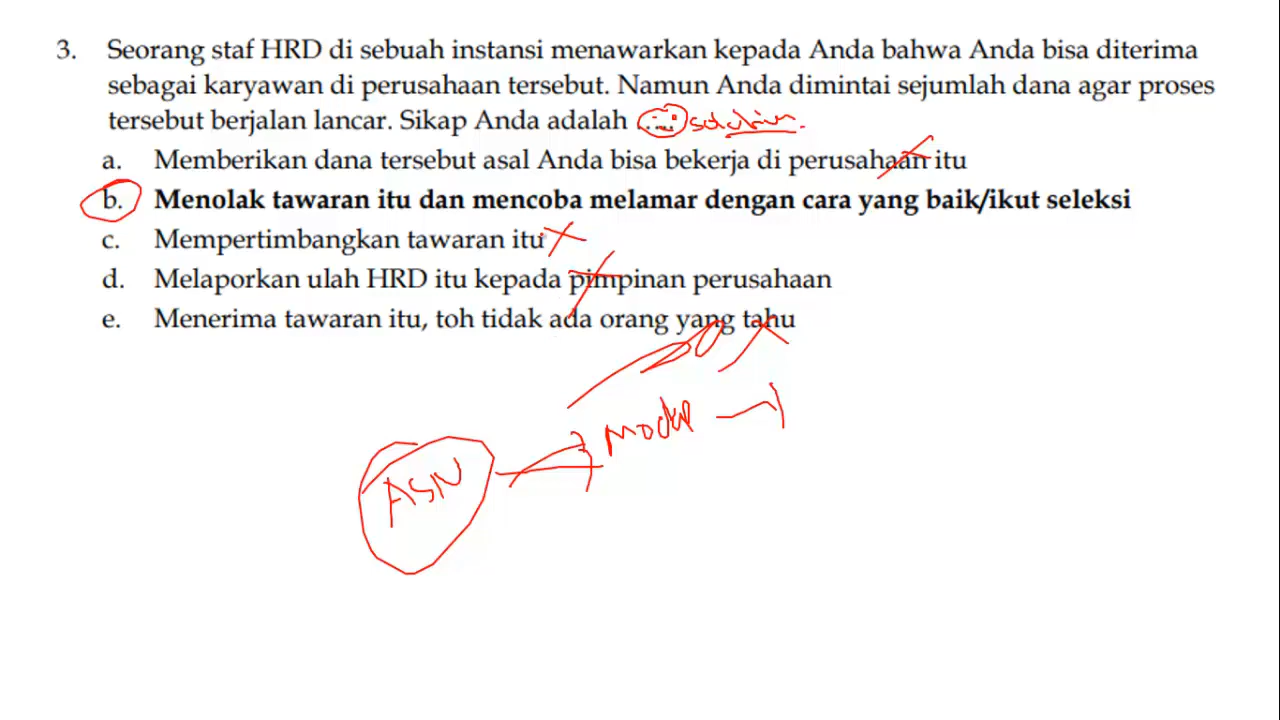 3. Seorang staf HRD di sebuah instansi menawarkan kepada Anda bahwa Anda bisa diterima
sebagai karyawan di perusahaan tersebut. Namun Anda dimintai sejumlah dana agar proses
tersebut berjalan lancar. Sikap Anda adalah ....
a. Memberikan dana tersebut asal Anda bisa bekerja di perusahaan itu
b. Menolak tawaran itu dan mencoba melamar dengan cara yang baik/ikut seleksi
c. Mempertimbangkan tawaran itu
d. Melaporkan ulah HRD itu kepada pimpinan perusahaan
e. Menerima tawaran itu, toh tidak ada orang yang tahu
ASN